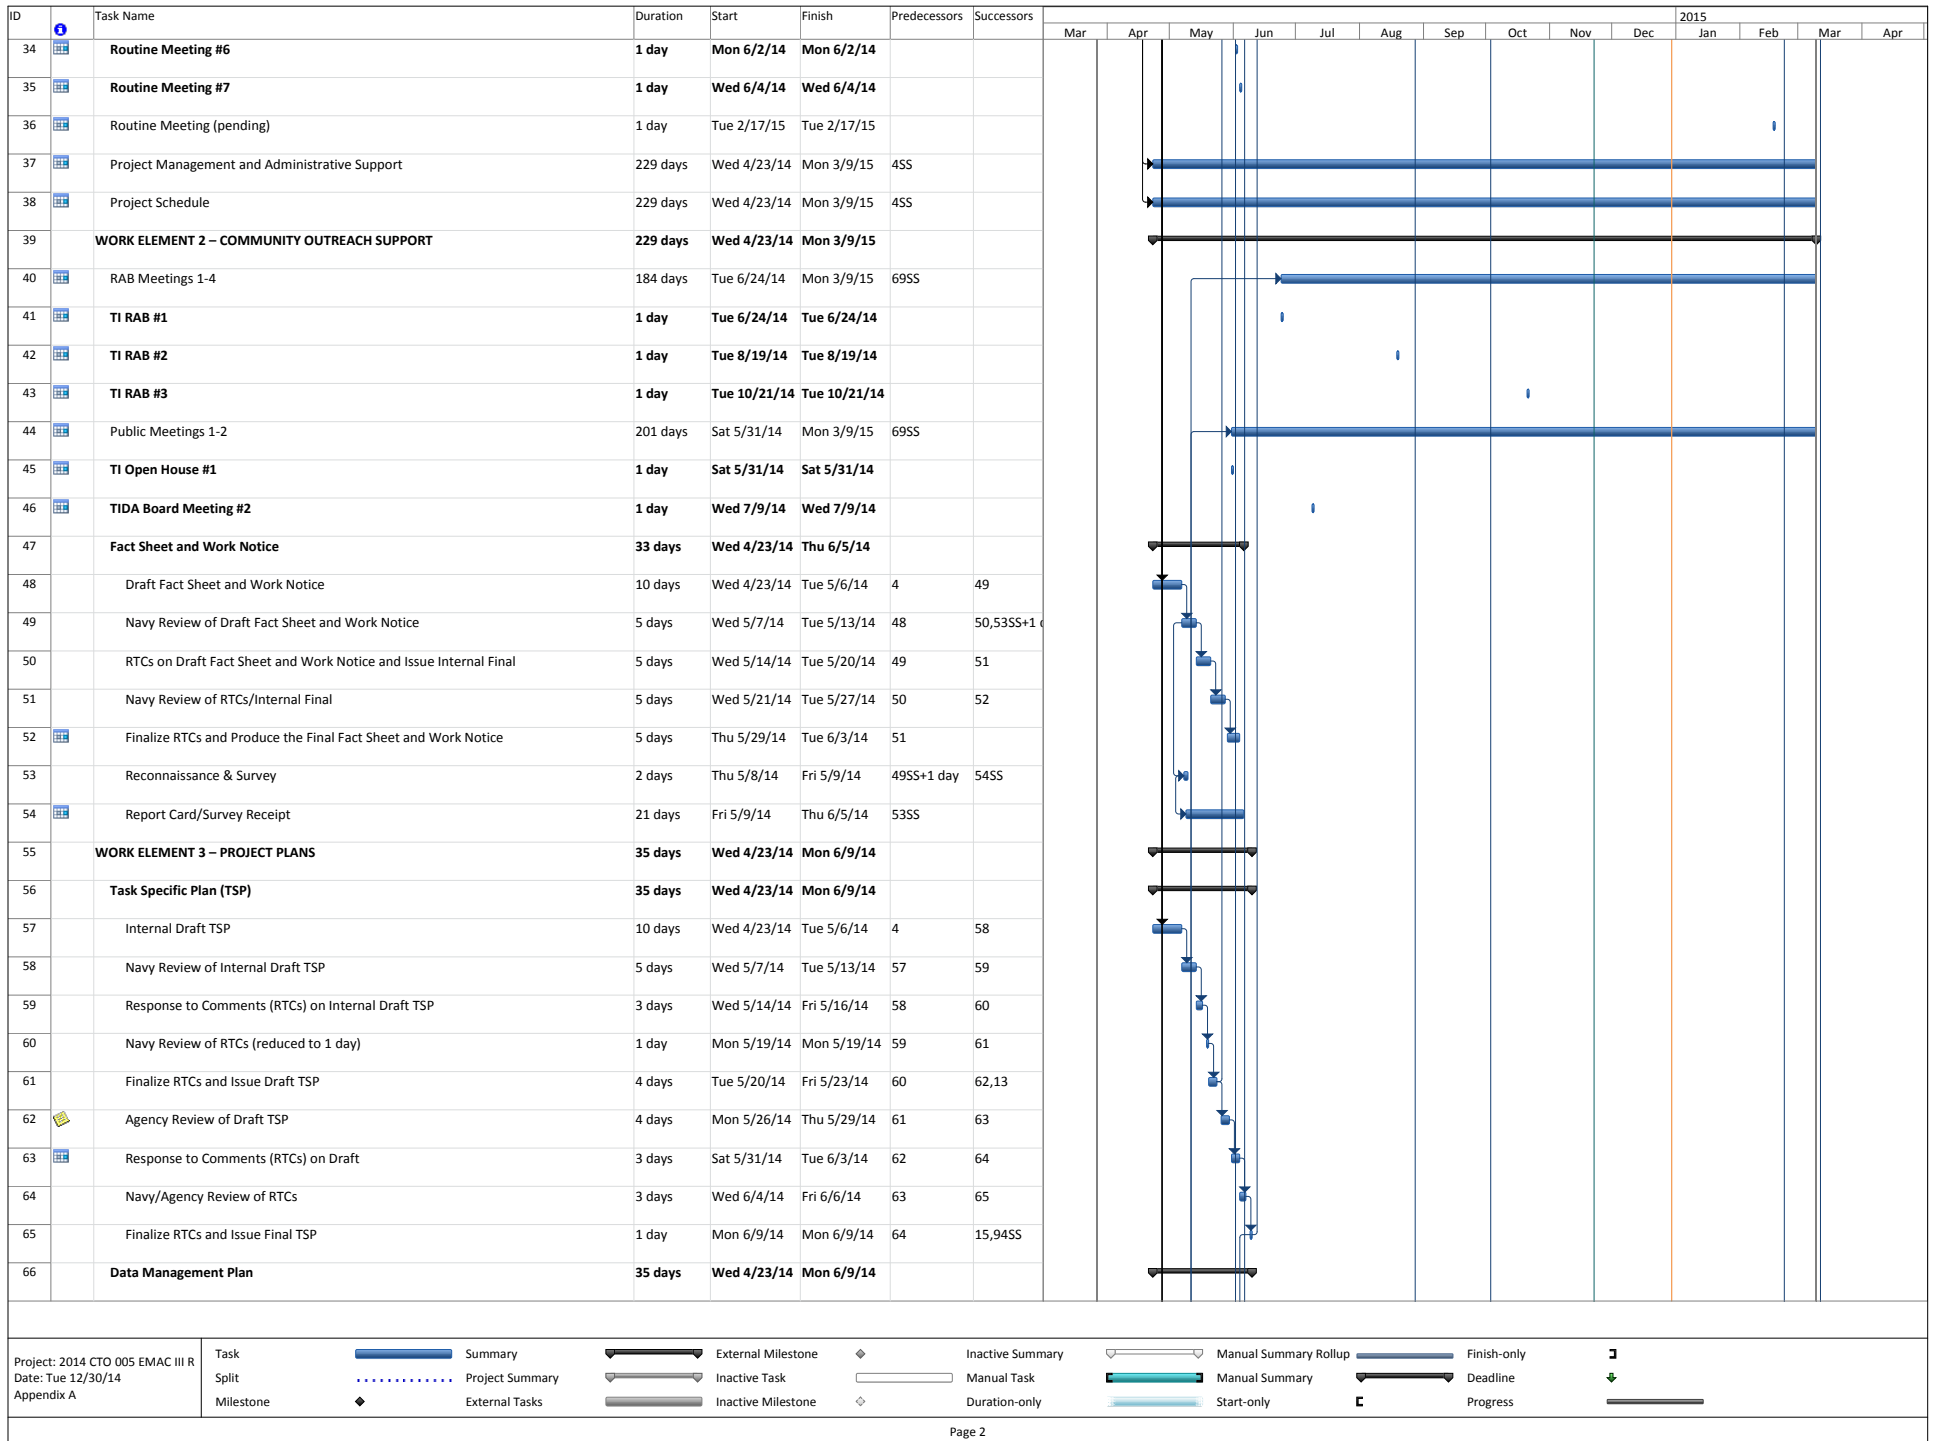 ID Task Name Duration Start Finish Predecessors Successors
2015
Mar Apr May Jun Jul Aug Sep Oct Nov Dec Jan Feb Mar Apr
34 Routine Meeting #6 1 day Mon 6/2/14 Mon 6/2/14
35 Routine Meeting #7 1 day Wed 6/4/14 Wed 6/4/14
36 Routine Meeting (pending) 1 day Tue 2/17/15 Tue 2/17/15
37 Project Management and Administrative Support 229 days Wed 4/23/14 Mon 3/9/15 4SS
38 Project Schedule 229 days Wed 4/23/14 Mon 3/9/15 4SS
39 WORK ELEMENT 2 – COMMUNITY OUTREACH SUPPORT 229 days Wed 4/23/14 Mon 3/9/15
40 RAB Meetings 1-4 184 days Tue 6/24/14 Mon 3/9/15 69SS
41 TI RAB #1 1 day Tue 6/24/14 Tue 6/24/14
42 TI RAB #2 1 day Tue 8/19/14 Tue 8/19/14
43 TI RAB #3 1 day Tue 10/21/14 Tue 10/21/14
44 Public Meetings 1-2 201 days Sat 5/31/14 Mon 3/9/15 69SS
45 TI Open House #1 1 day Sat 5/31/14 Sat 5/31/14
46 TIDA Board Meeting #2 1 day Wed 7/9/14 Wed 7/9/14
47 Fact Sheet and Work Notice 33 days Wed 4/23/14 Thu 6/5/14
48 Draft Fact Sheet and Work Notice 10 days Wed 4/23/14 Tue 5/6/14 4 49
49 Navy Review of Draft Fact Sheet and Work Notice 5 days Wed 5/7/14 Tue 5/13/14 48 50,53SS+1
50 RTCs on Draft Fact Sheet and Work Notice and Issue Internal Final 5 days Wed 5/14/14 Tue 5/20/14 49 51
51 Navy Review of RTCs/Internal Final 5 days Wed 5/21/14 Tue 5/27/14 50 52
52 Finalize RTCs and Produce the Final Fact Sheet and Work Notice 5 days Thu 5/29/14 Tue 6/3/14 51
53 Reconnaissance & Survey 2 days Thu 5/8/14 Fri 5/9/14 49SS+1 day 54SS
54 Report Card/Survey Receipt 21 days Fri 5/9/14 Thu 6/5/14 53SS
55 WORK ELEMENT 3 – PROJECT PLANS 35 days Wed 4/23/14 Mon 6/9/14
56 Task Specific Plan (TSP) 35 days Wed 4/23/14 Mon 6/9/14
57 Internal Draft TSP 10 days Wed 4/23/14 Tue 5/6/14 4 58
58 Navy Review of Internal Draft TSP 5 days Wed 5/7/14 Tue 5/13/14 57 59
59 Response to Comments (RTCs) on Internal Draft TSP 3 days Wed 5/14/14 Fri 5/16/14 58 60
60 Navy Review of RTCs (reduced to 1 day) 1 day Mon 5/19/14 Mon 5/19/14 59 61
61 Finalize RTCs and Issue Draft TSP 4 days Tue 5/20/14 Fri 5/23/14 60 62,13
62 Agency Review of Draft TSP 4 days Mon 5/26/14 Thu 5/29/14 61 63
63 Response to Comments (RTCs) on Draft 3 days Sat 5/31/14 Tue 6/3/14 62 64
64 Navy/Agency Review of RTCs 3 days Wed 6/4/14 Fri 6/6/14 63 65
65 Finalize RTCs and Issue Final TSP 1 day Mon 6/9/14 Mon 6/9/14 64 15,94SS
66 Data Management Plan 35 days Wed 4/23/14 Mon 6/9/14
Project: 2014 CTO 005 EMAC III R
Date: Tue 12/30/14
Appendix A
Task Summary External Milestone Inactive Summary Manual Summary Rollup Finish-only
Split Project Summary Inactive Task Manual Task Manual Summary Deadline
Milestone External Tasks Inactive Milestone Duration-only Start-only Progress
Page 2